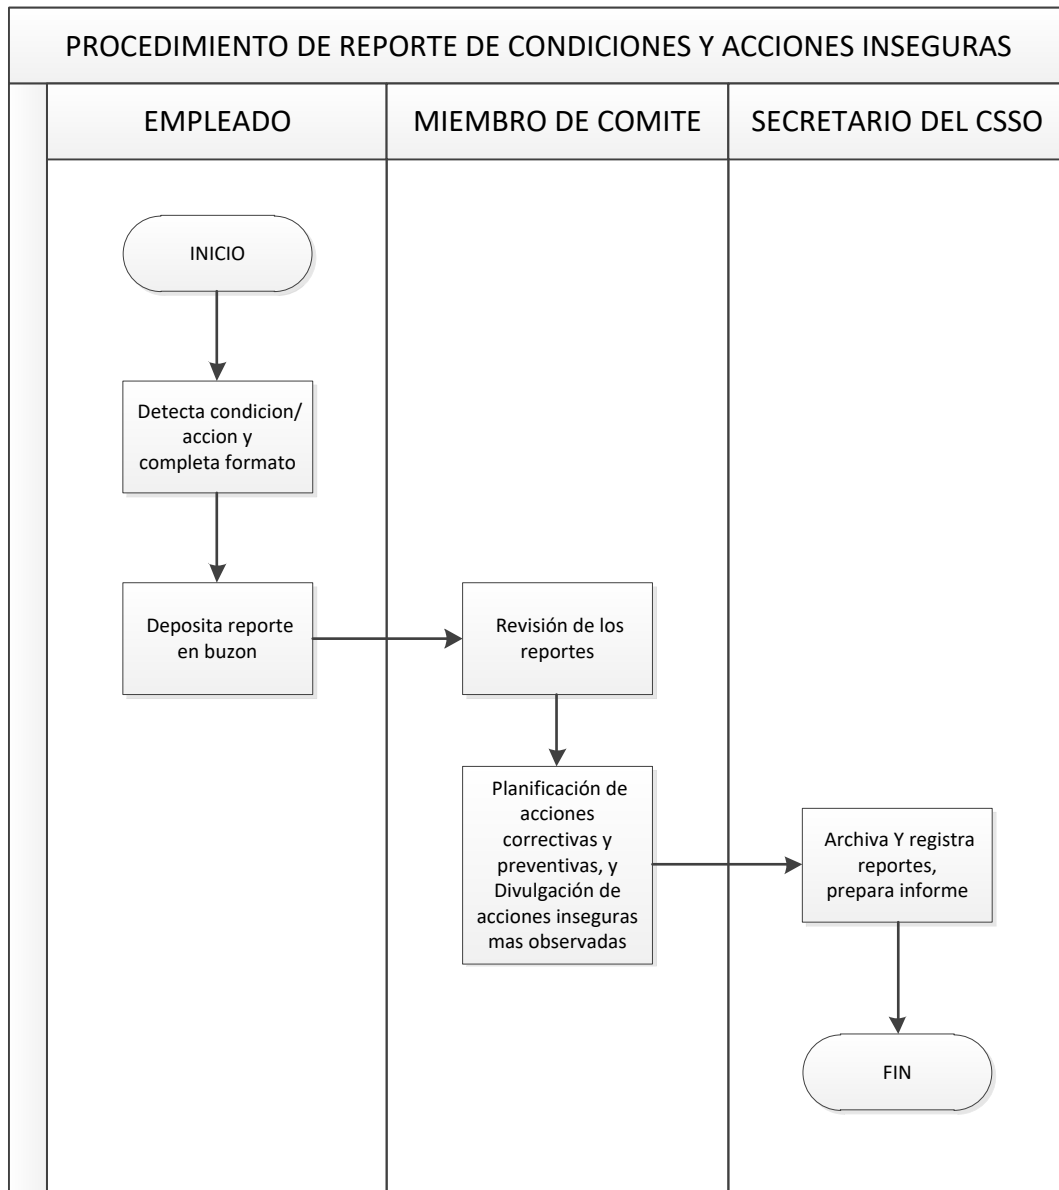 PROCEDIMIENTO DE REPORTE DE CONDICIONES Y ACCIONES INSEGURAS
EMPLEADO
MIEMBRO DE COMITE
SECRETARIO DEL CSSO
INICIO
Detecta condicion/
accion y
completa formato
Deposita reporte
en buzon
Revisión de los
reportes
Planificación de
acciones
correctivas y
preventivas, y
Divulgación de
acciones inseguras
mas observadas
Archiva Y registra
reportes,
prepara informe
FIN